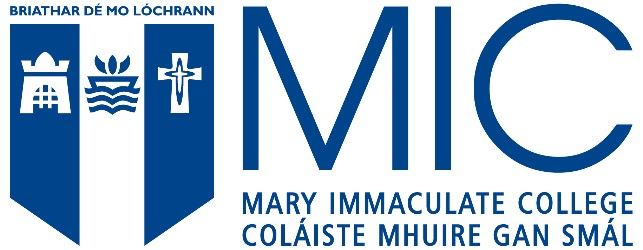 BRIATHAR DÉ MO LÓCHRANN
MIC
MARY IMMACULATE COLLEGE
COLÁISTE MHUIRE GAN SMÁL